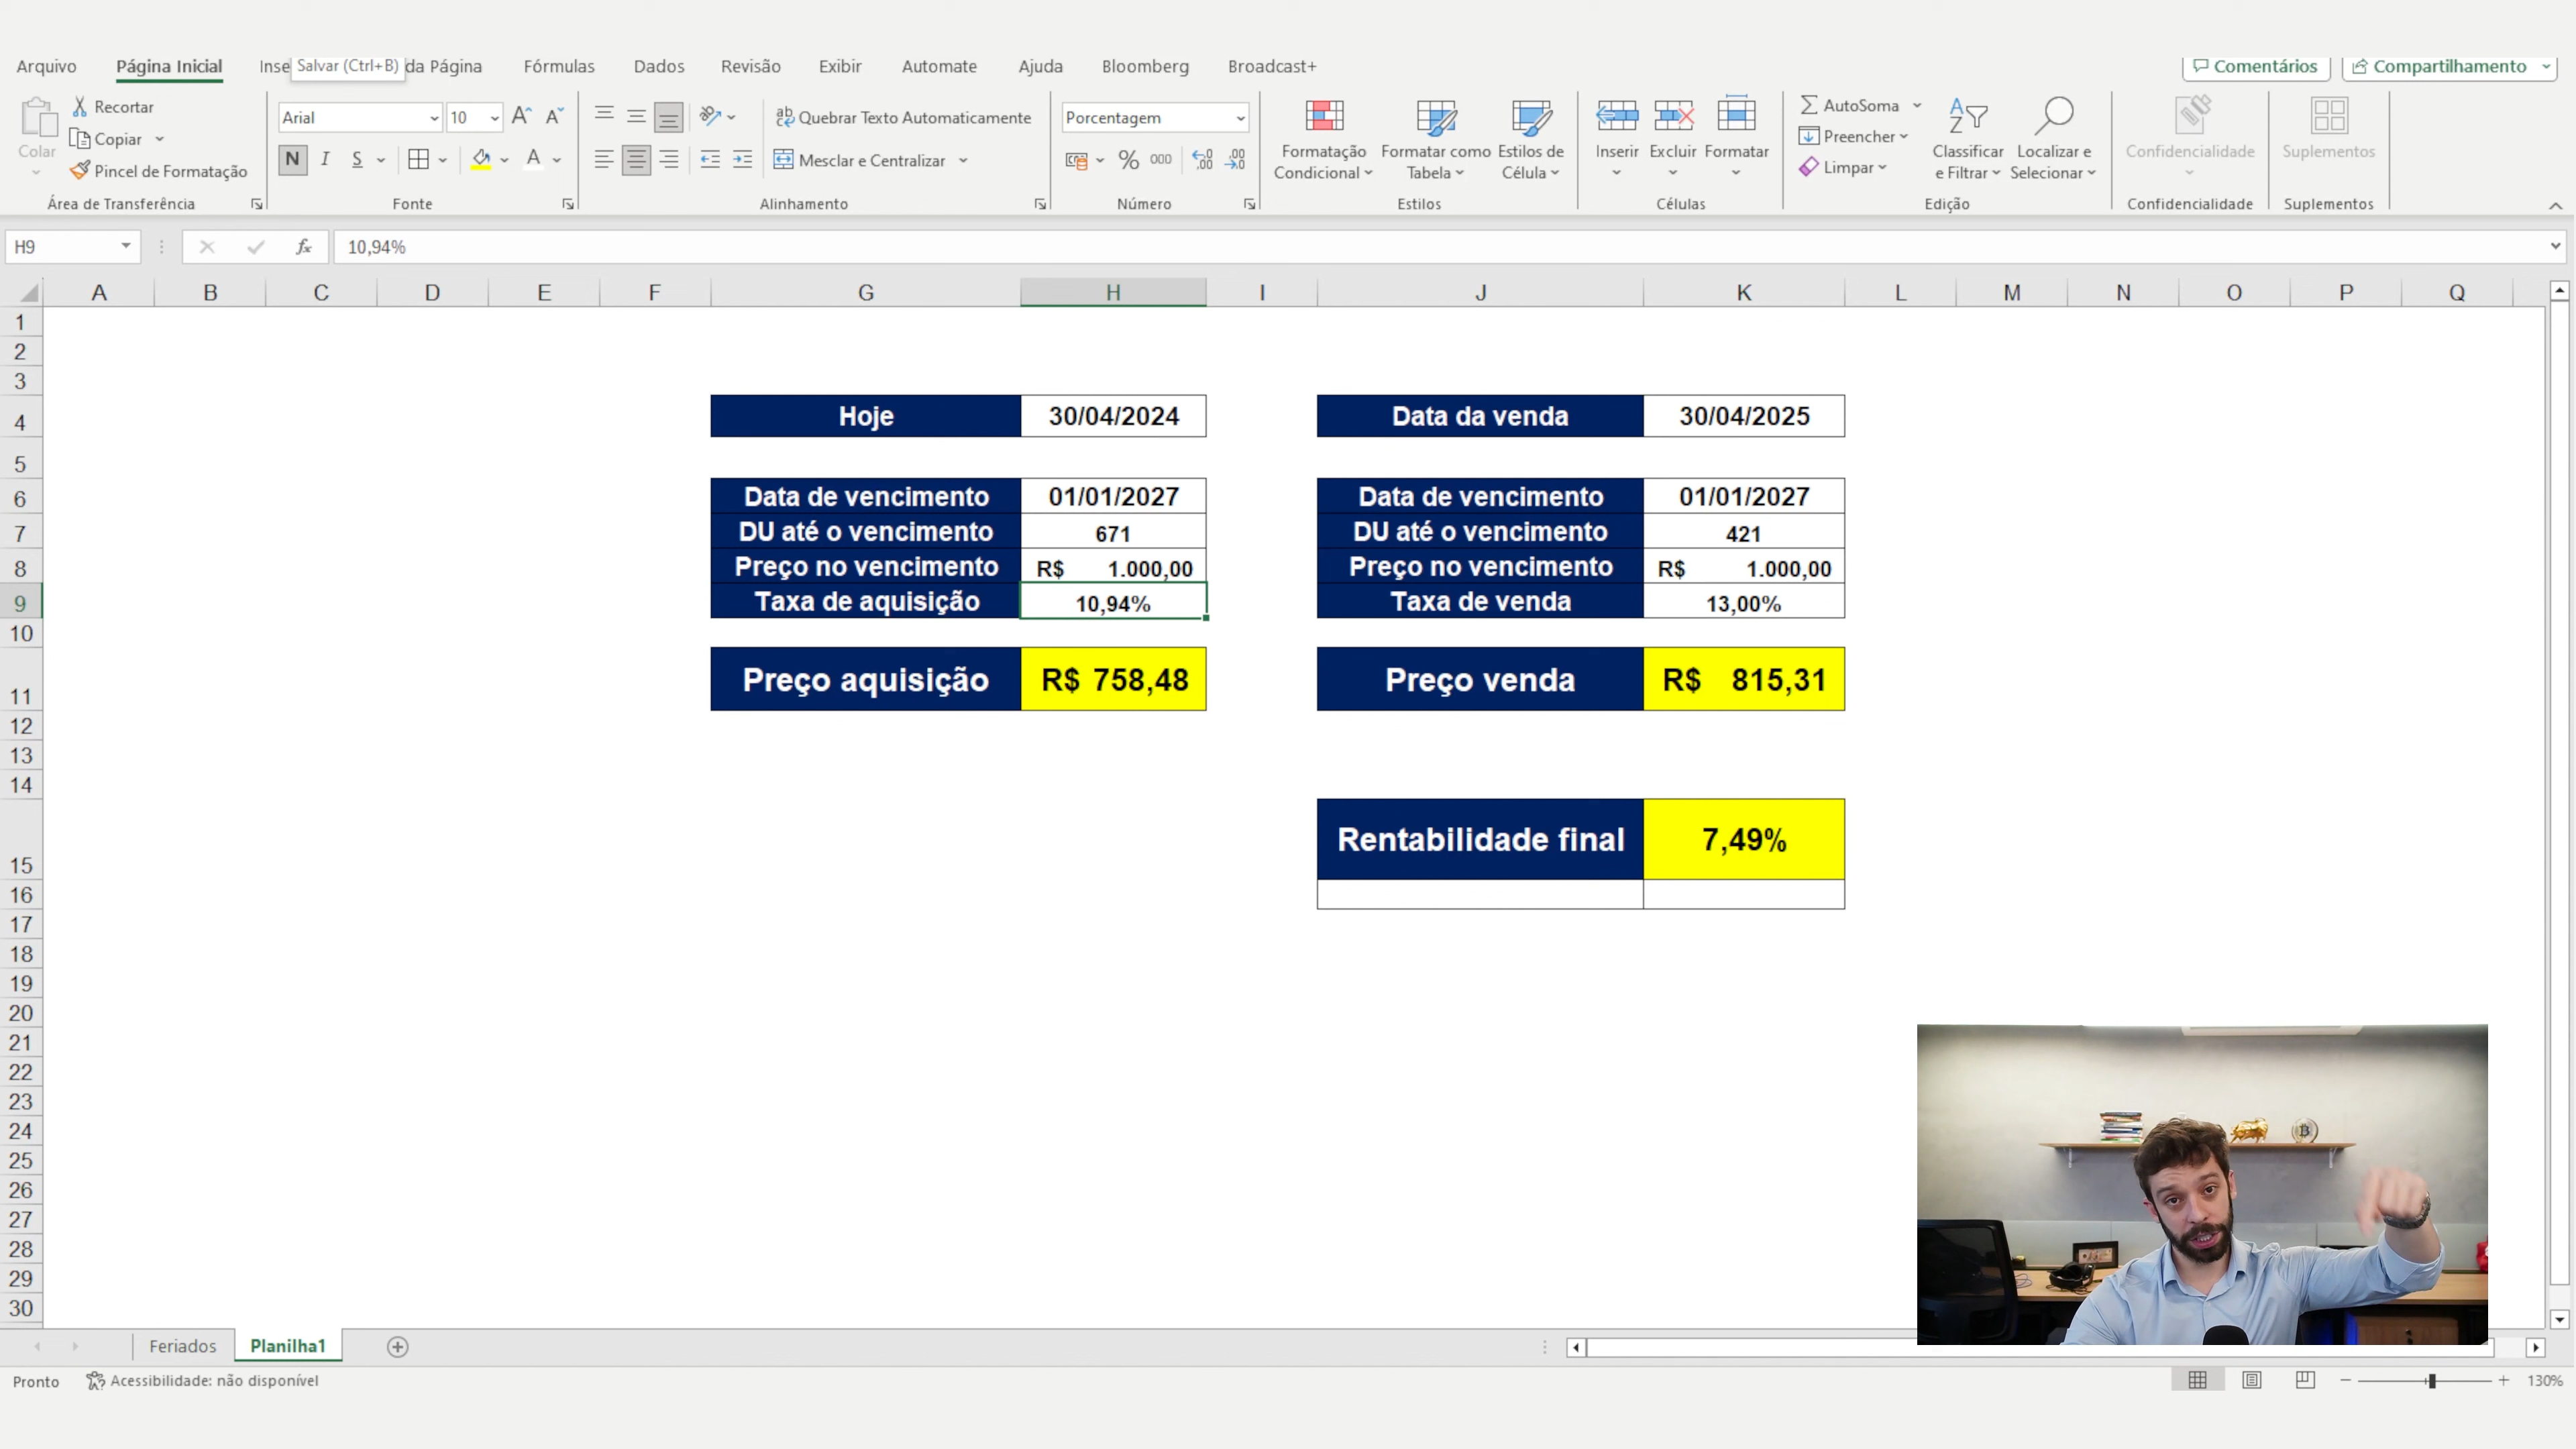 Arquivo Página Inicial Inse Salvar (Ctrl+B) da Página Fórmulas Dados Revisão Exibir Automate Ajuda Bloomberg Broadcast+ Comentários Compartilhamento
Colar
Recortar
Copiar
Pincel de Formatação
Área de Transferência
Arial 10
N I S A
Fonte
Quebrar Texto Automaticamente
Mesclar e Centralizar
Alinhamento
Porcentagem
% 000
Número
Formatação Condicional
Formatar como Tabela
Estilos de Célula
Estilos
Inserir Excluir Formatar
Células
AutoSoma
Preencher
Limpar
Classificar e Filtrar
Localizar e Selecionar
Edição
Confidencialidade
Confidencialidade
Suplementos
Suplementos
H9 fx 10,94%
A B C D E F G H I J K L M N O P Q
1
2
3
4 Hoje 30/04/2024 Data da venda 30/04/2025
5
6 Data de vencimento 01/01/2027 Data de vencimento 01/01/2027
7 DU até o vencimento 671 DU até o vencimento 421
8 Preço no vencimento R$ 1.000,00 Preço no vencimento R$ 1.000,00
9 Taxa de aquisição 10,94% Taxa de venda 13,00%
10
11 Preço aquisição R$ 758,48 Preço venda R$ 815,31
12
13
14
15 Rentabilidade final 7,49%
16
17
18
19
20
21
22
23
24
25
26
27
28
29
30
Feriados Planilha1
Pronto Acessibilidade: não disponível 130%